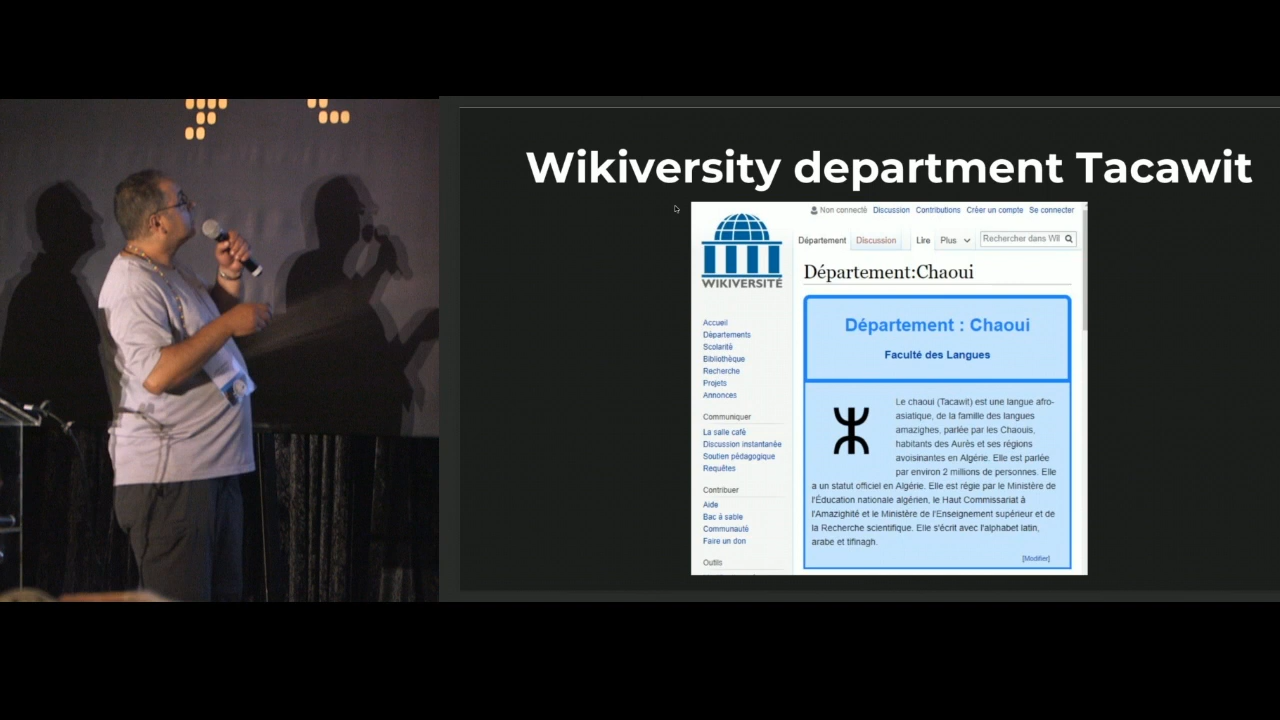 Wikiversity department Tacawit
Non connecté Discussion Contributions Créer un compte Se connecter
Département Discussion Lire Plus Rechercher dans Wi
WIKIVERSITÉ
Département:Chaoui
Accueil
Départements
Scolarité
Bibliothèque
Recherche
Projets
Annonces
Communiquer
La salle café
Discussion instantanée
Soutien pédagogique
Requêtes
Contribuer
Aide
Bac à sable
Communauté
Faire un don
Outils
Département : Chaoui
Faculté des Langues
ⵣ
Le chaoui (Tacawit) est une langue afro-
asiatique, de la famille des langues
amazighes, parlée par les Chaouis,
habitants des Aurès et ses régions
avoisinantes en Algérie. Elle est parlée
par environ 2 millions de personnes. Elle
a un statut officiel en Algérie. Elle est régie par le Ministère de
l'Éducation nationale algérien, le Haut Commissariat à
l'Amazighité et le Ministère de l'Enseignement supérieur et de
la Recherche scientifique. Elle s'écrit avec l'alphabet latin,
arabe et tifinagh.
[Modifier]